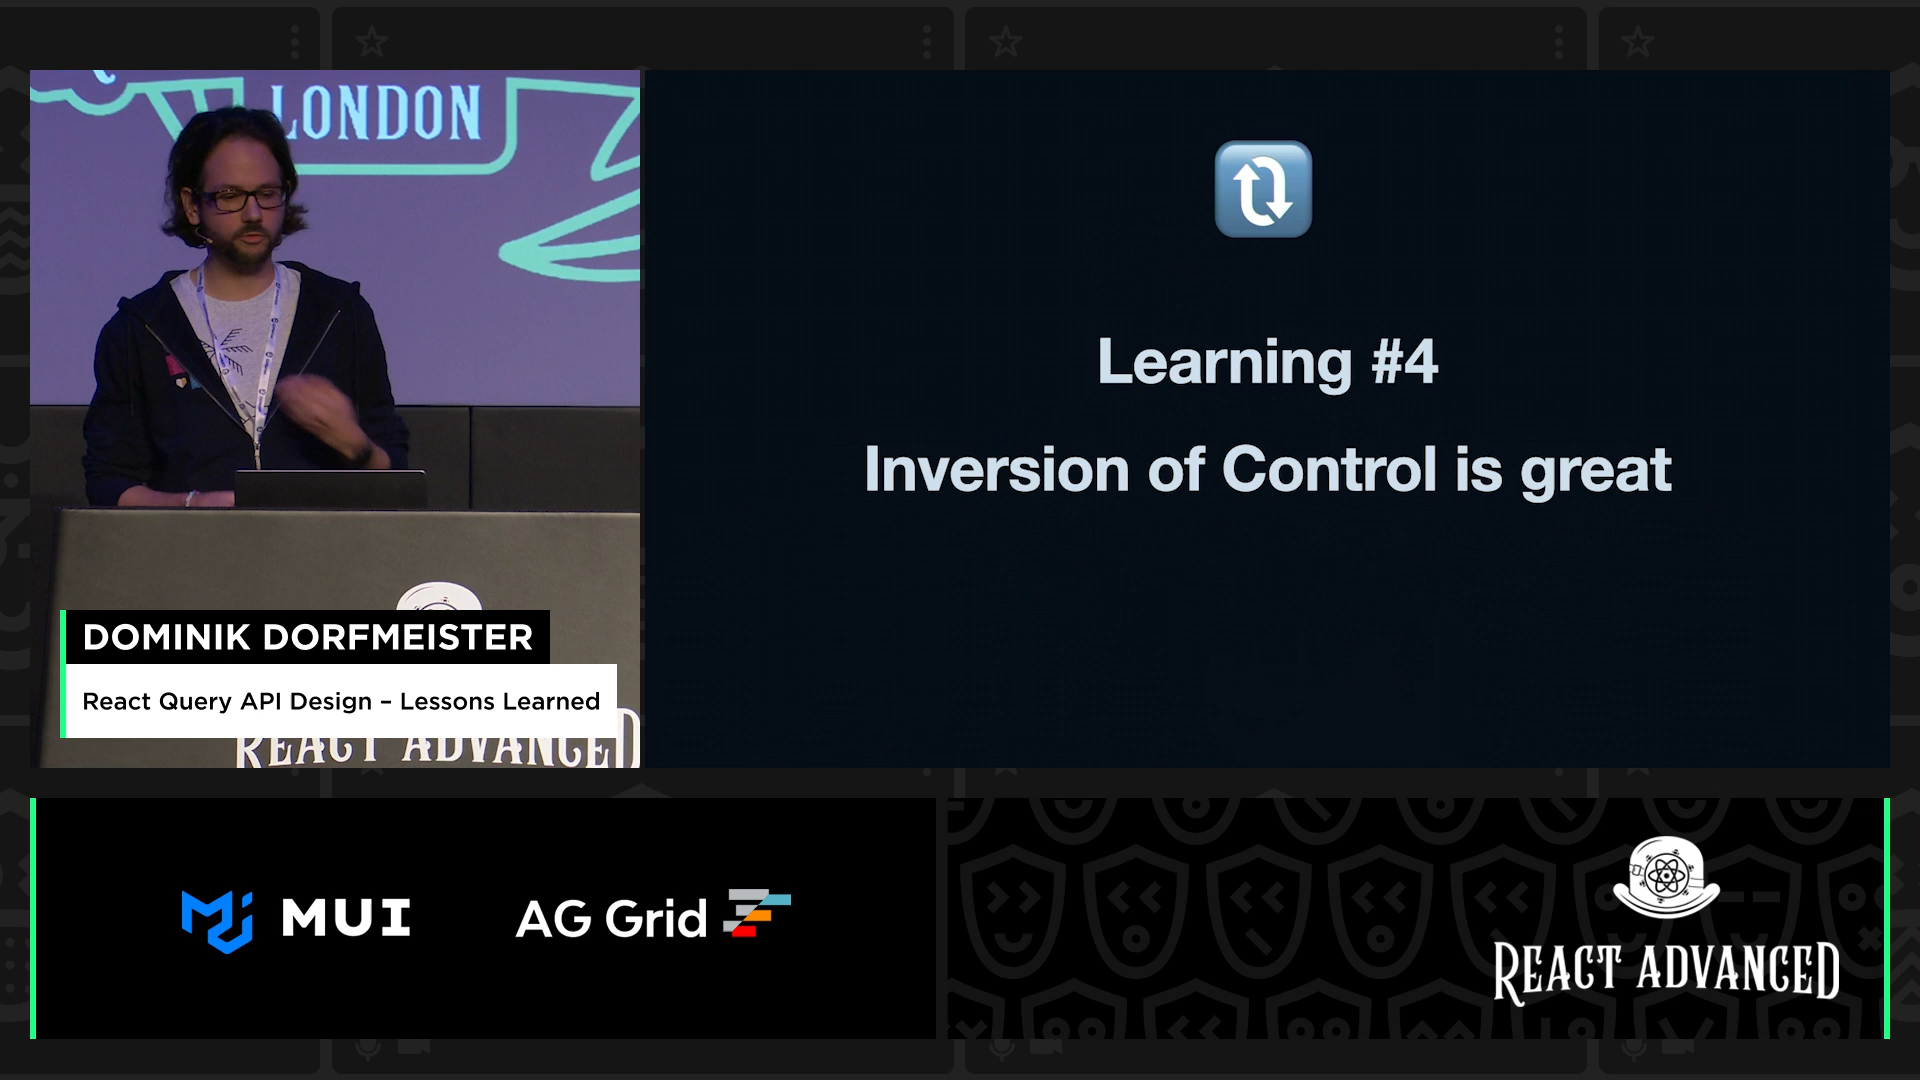 LONDON
Learning #4
Inversion of Control is great
DOMINIK DORFMEISTER
React Query API Design – Lessons Learned
REACT ADVANCED
MUI
AG Grid
REACT ADVANCED